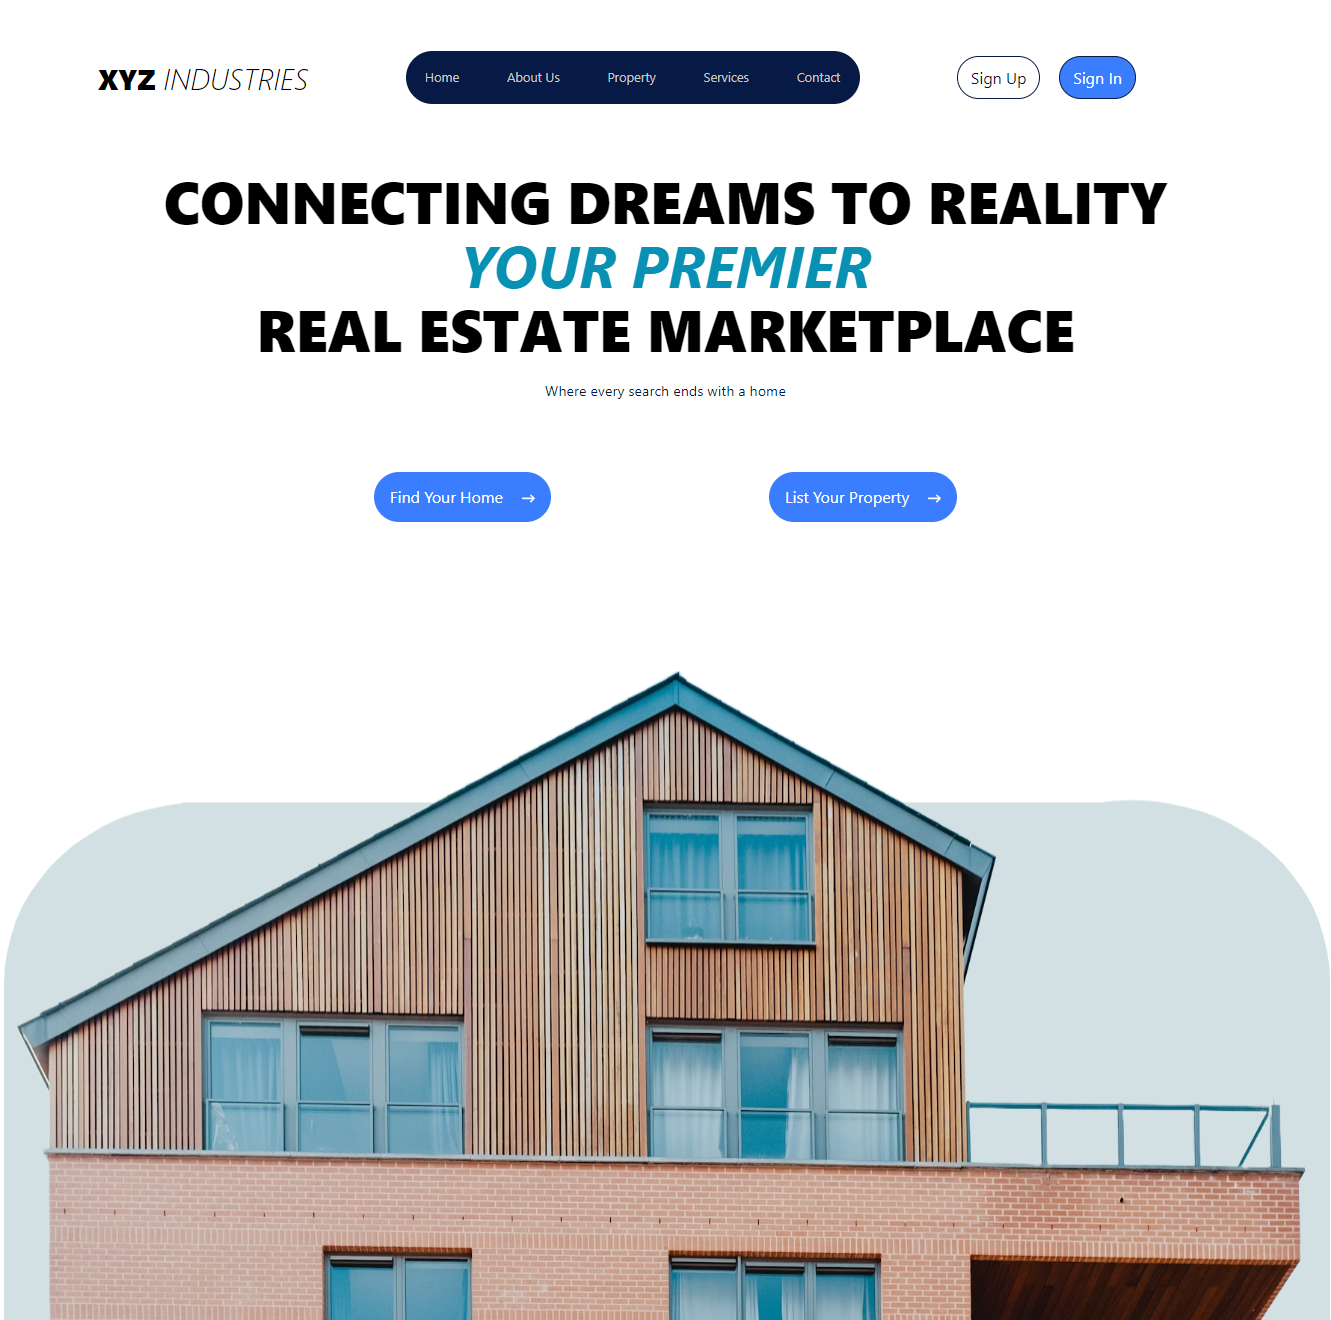 XYZ INDUSTRIES
Home About Us Property Services Contact
Sign Up Sign In
CONNECTING DREAMS TO REALITY
YOUR PREMIER
REAL ESTATE MARKETPLACE
Where every search ends with a home
Find Your Home → List Your Property →